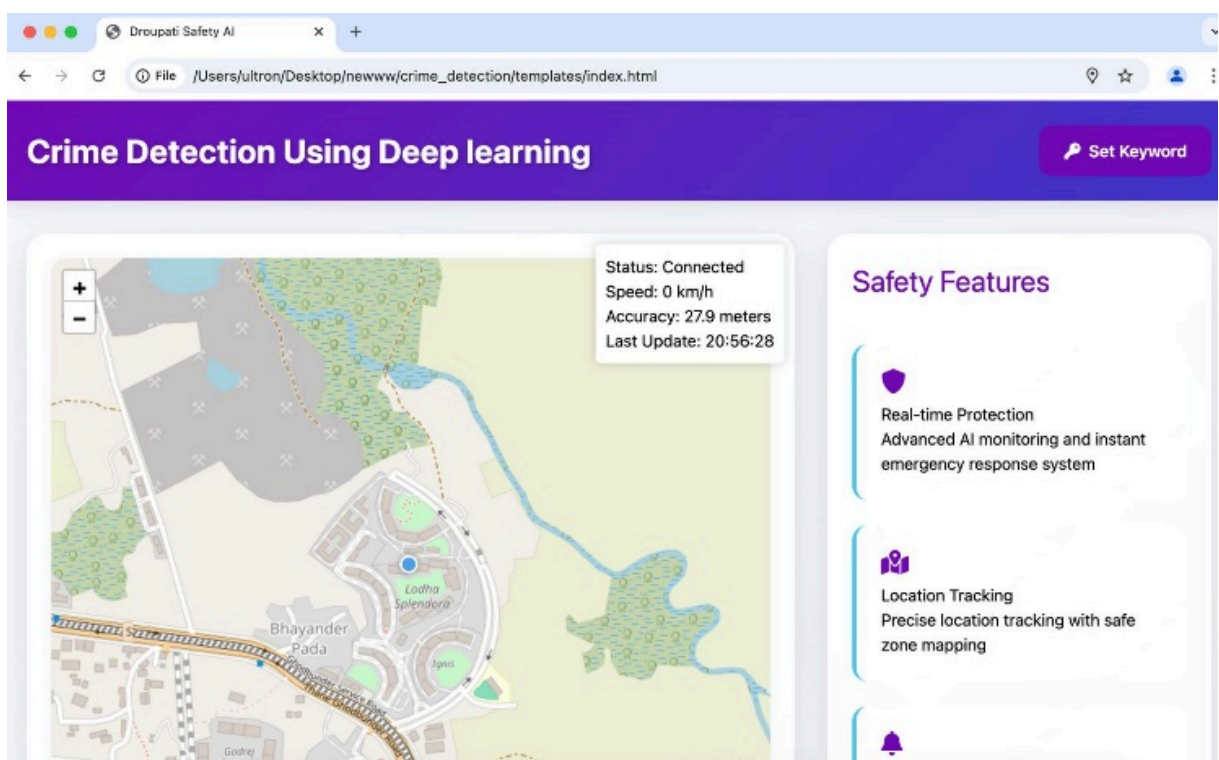 Droupati Safety AI
File /Users/ultron/Desktop/newww/crime_detection/templates/index.html
Crime Detection Using Deep learning
Set Keyword
+
−
Status: Connected
Speed: 0 km/h
Accuracy: 27.9 meters
Last Update: 20:56:28
Lodha
Splendora
Bhayander
Pada
Ignis
Ghodbunder Service Road
Godrej
Safety Features
Real-time Protection
Advanced AI monitoring and instant
emergency response system
Location Tracking
Precise location tracking with safe
zone mapping